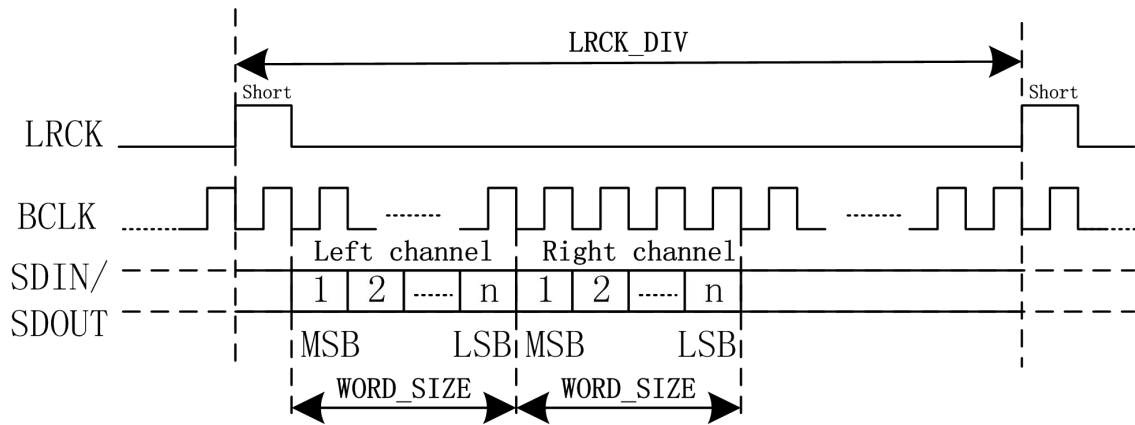 LRCK_DIV
Short Short
LRCK
BCLK
Left channel Right channel
SDIN/
1 2 n 1 2 n
SDOUT
MSB LSB MSB LSB
WORD_SIZE WORD_SIZE